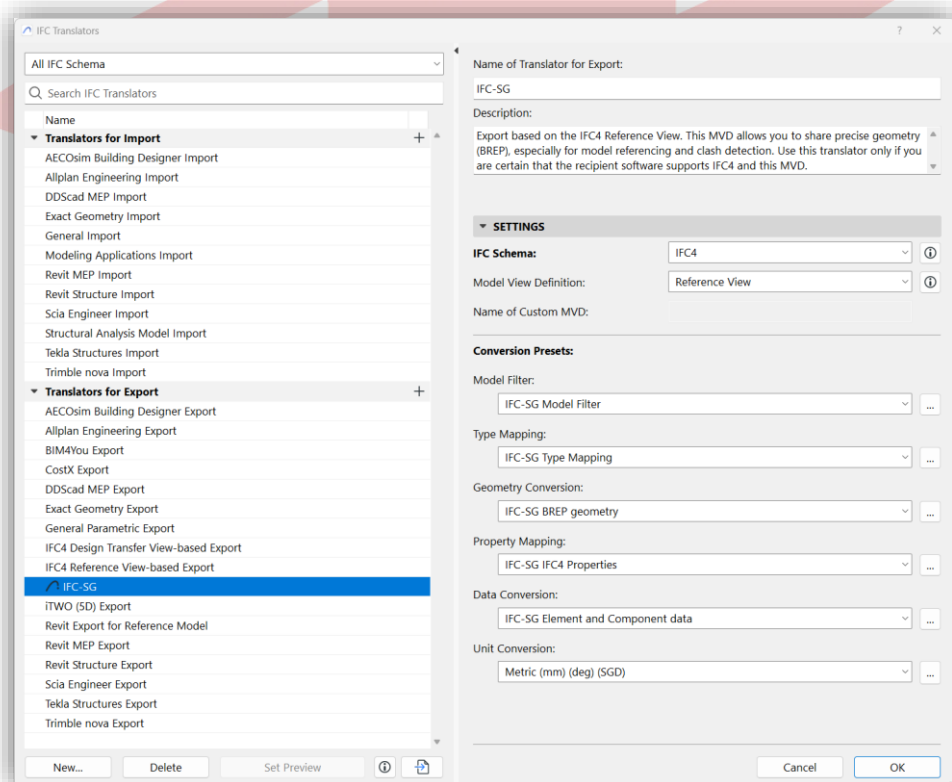 IFC Translators
All IFC Schema
Search IFC Translators
Name
Translators for Import
AECOsim Building Designer Import
Allplan Engineering Import
DDScad MEP Import
Exact Geometry Import
General Import
Modeling Applications Import
Revit MEP Import
Revit Structure Import
Scia Engineer Import
Structural Analysis Model Import
Tekla Structures Import
Trimble nova Import
Translators for Export
AECOsim Building Designer Export
Allplan Engineering Export
BIM4You Export
CostX Export
DDScad MEP Export
Exact Geometry Export
General Parametric Export
IFC4 Design Transfer View-based Export
IFC4 Reference View-based Export
IFC-SG
iTWO (5D) Export
Revit Export for Reference Model
Revit MEP Export
Revit Structure Export
Scia Engineer Export
Tekla Structures Export
Trimble nova Export
New...
Delete
Set Preview
Name of Translator for Export:
IFC-SG
Description:
Export based on the IFC4 Reference View. This MVD allows you to share precise geometry
(BREP), especially for model referencing and clash detection. Use this translator only if you
are certain that the recipient software supports IFC4 and this MVD.
SETTINGS
IFC Schema: IFC4
Model View Definition: Reference View
Name of Custom MVD:
Conversion Presets:
Model Filter:
IFC-SG Model Filter
...
Type Mapping:
IFC-SG Type Mapping
...
Geometry Conversion:
IFC-SG BREP geometry
...
Property Mapping:
IFC-SG IFC4 Properties
...
Data Conversion:
IFC-SG Element and Component data
...
Unit Conversion:
Metric (mm) (deg) (SGD)
...
Cancel
OK